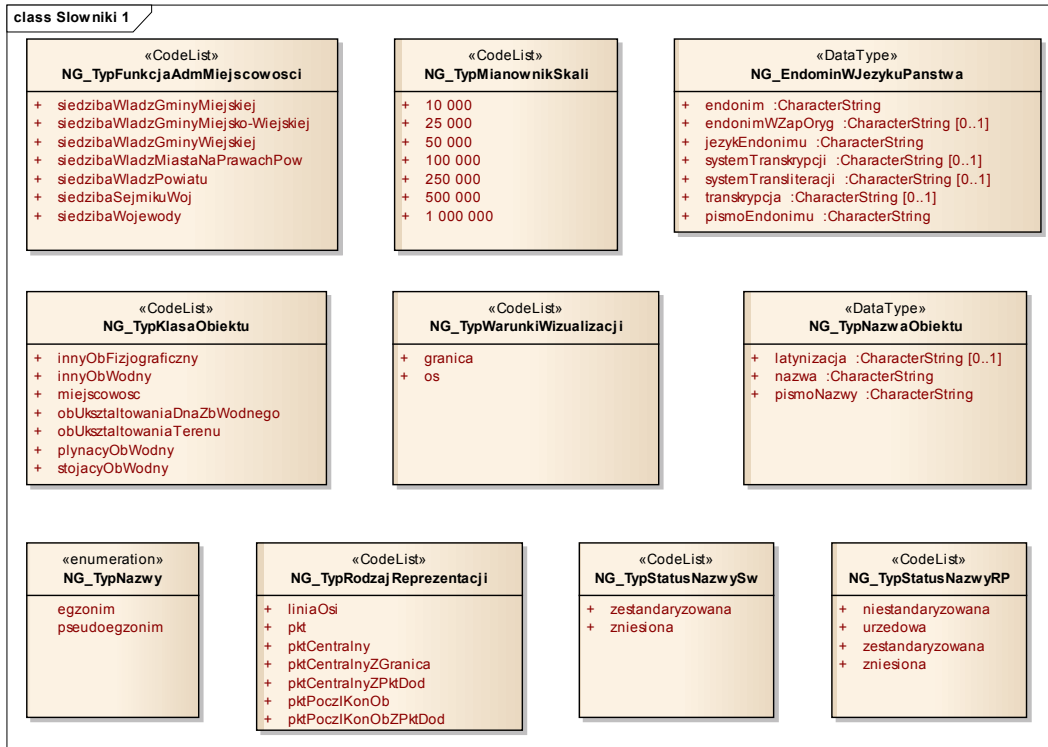 class Slowniki 1
«CodeList»
NG_TypFunkcjaAdmMiejscowosci
+ siedzibaWladzGminyMiejskiej
+ siedzibaWladzGminyMiejsko-Wiejskiej
+ siedzibaWladzGminyWiejskiej
+ siedzibaWladzMiastaNaPrawachPow
+ siedzibaWladzPowiatu
+ siedzibaSejmikuWoj
+ siedzibaWojewody
«CodeList»
NG_TypMianownikSkali
+ 10 000
+ 25 000
+ 50 000
+ 100 000
+ 250 000
+ 500 000
+ 1 000 000
«DataType»
NG_EndominWJezykuPanstwa
+ endonim :CharacterString
+ endonimWZapOryg :CharacterString [0..1]
+ jezykEndonimu :CharacterString
+ systemTranskrypcji :CharacterString [0..1]
+ systemTransliteracji :CharacterString [0..1]
+ transkrypcja :CharacterString [0..1]
+ pismoEndonimu :CharacterString
«CodeList»
NG_TypKlasaObiektu
+ innyObFizjograficzny
+ innyObWodny
+ miejscowosc
+ obUksztaltowaniaDnaZbWodnego
+ obUksztaltowaniaTerenu
+ plynacyObWodny
+ stojacyObWodny
«CodeList»
NG_TypWarunkiWizualizacji
+ granica
+ os
«DataType»
NG_TypNazwaObiektu
+ latynizacja :CharacterString [0..1]
+ nazwa :CharacterString
+ pismoNazwy :CharacterString
«enumeration»
NG_TypNazwy
egzonim
pseudoegzonim
«CodeList»
NG_TypRodzajReprezentacji
+ liniaOsi
+ pkt
+ pktCentralny
+ pktCentralnyZGranica
+ pktCentralnyZPktDod
+ pktPoczIKonOb
+ pktPoczIKonObZPktDod
«CodeList»
NG_TypStatusNazwySw
+ zestandaryzowana
+ zniesiona
«CodeList»
NG_TypStatusNazwyRP
+ niestandaryzowana
+ urzedowa
+ zestandaryzowana
+ zniesiona